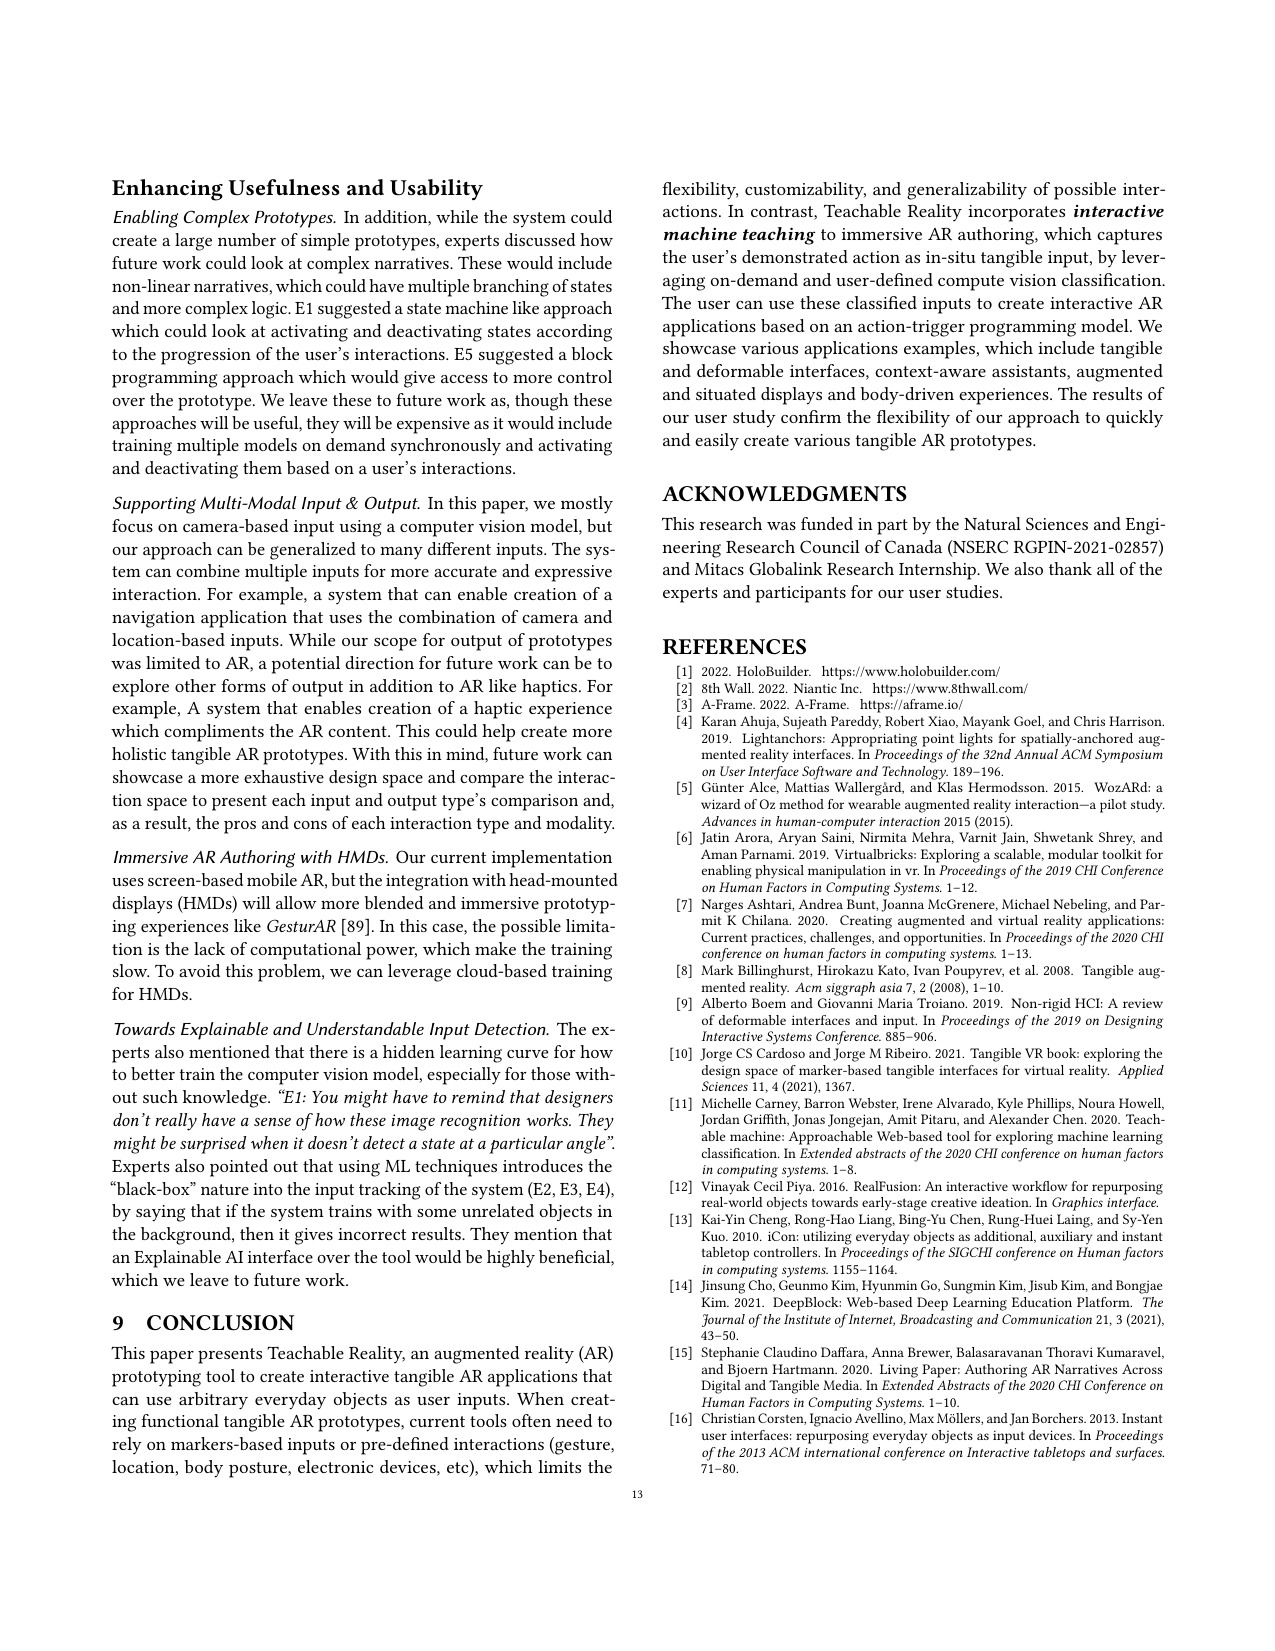 Enhancing Usefulness and Usability
Enabling Complex Prototypes. In addition, while the system could
create a large number of simple prototypes, experts discussed how
future work could look at complex narratives. These would include
non-linear narratives, which could have multiple branching of states
and more complex logic. E1 suggested a state machine like approach
which could look at activating and deactivating states according
to the progression of the user's interactions. E5 suggested a block
programming approach which would give access to more control
over the prototype. We leave these to future work as, though these
approaches will be useful, they will be expensive as it would include
training multiple models on demand synchronously and activating
and deactivating them based on a user's interactions.
Supporting Multi-Modal Input & Output. In this paper, we mostly
focus on camera-based input using a computer vision model, but
our approach can be generalized to many different inputs. The sys-
tem can combine multiple inputs for more accurate and expressive
interaction. For example, a system that can enable creation of a
navigation application that uses the combination of camera and
location-based inputs. While our scope for output of prototypes
was limited to AR, a potential direction for future work can be to
explore other forms of output in addition to AR like haptics. For
example, A system that enables creation of a haptic experience
which compliments the AR content. This could help create more
holistic tangible AR prototypes. With this in mind, future work can
showcase a more exhaustive design space and compare the interac-
tion space to present each input and output type's comparison and,
as a result, the pros and cons of each interaction type and modality.
Immersive AR Authoring with HMDs. Our current implementation
uses screen-based mobile AR, but the integration with head-mounted
displays (HMDs) will allow more blended and immersive prototyp-
ing experiences like GesturAR [89]. In this case, the possible limita-
tion is the lack of computational power, which make the training
slow. To avoid this problem, we can leverage cloud-based training
for HMDs.
Towards Explainable and Understandable Input Detection. The ex-
perts also mentioned that there is a hidden learning curve for how
to better train the computer vision model, especially for those with-
out such knowledge. “E1: You might have to remind that designers
don't really have a sense of how these image recognition works. They
might be surprised when it doesn't detect a state at a particular angle”.
Experts also pointed out that using ML techniques introduces the
“black-box” nature into the input tracking of the system (E2, E3, E4),
by saying that if the system trains with some unrelated objects in
the background, then it gives incorrect results. They mention that
an Explainable AI interface over the tool would be highly beneficial,
which we leave to future work.
9 CONCLUSION
This paper presents Teachable Reality, an augmented reality (AR)
prototyping tool to create interactive tangible AR applications that
can use arbitrary everyday objects as user inputs. When creat-
ing functional tangible AR prototypes, current tools often need to
rely on markers-based inputs or pre-defined interactions (gesture,
location, body posture, electronic devices, etc), which limits the
flexibility, customizability, and generalizability of possible inter-
actions. In contrast, Teachable Reality incorporates interactive
machine teaching to immersive AR authoring, which captures
the user's demonstrated action as in-situ tangible input, by lever-
aging on-demand and user-defined compute vision classification.
The user can use these classified inputs to create interactive AR
applications based on an action-trigger programming model. We
showcase various applications examples, which include tangible
and deformable interfaces, context-aware assistants, augmented
and situated displays and body-driven experiences. The results of
our user study confirm the flexibility of our approach to quickly
and easily create various tangible AR prototypes.
ACKNOWLEDGMENTS
This research was funded in part by the Natural Sciences and Engi-
neering Research Council of Canada (NSERC RGPIN-2021-02857)
and Mitacs Globalink Research Internship. We also thank all of the
experts and participants for our user studies.
REFERENCES
[1] 2022. HoloBuilder. https://www.holobuilder.com/
[2] 8th Wall. 2022. Niantic Inc. https://www.8thwall.com/
[3] A-Frame. 2022. A-Frame. https://aframe.io/
[4] Karan Ahuja, Sujeath Pareddy, Robert Xiao, Mayank Goel, and Chris Harrison.
2019. Lightanchors: Appropriating point lights for spatially-anchored aug-
mented reality interfaces. In Proceedings of the 32nd Annual ACM Symposium
on User Interface Software and Technology. 189–196.
[5] Günter Alce, Mattias Wallergård, and Klas Hermodsson. 2015. WozARd: a
wizard of Oz method for wearable augmented reality interaction—a pilot study.
Advances in human-computer interaction 2015 (2015).
[6] Jatin Arora, Aryan Saini, Nirmita Mehra, Varnit Jain, Shwetank Shrey, and
Aman Parnami. 2019. Virtualbricks: Exploring a scalable, modular toolkit for
enabling physical manipulation in vr. In Proceedings of the 2019 CHI Conference
on Human Factors in Computing Systems. 1–12.
[7] Narges Ashtari, Andrea Bunt, Joanna McGrenere, Michael Nebeling, and Par-
mit K Chilana. 2020. Creating augmented and virtual reality applications:
Current practices, challenges, and opportunities. In Proceedings of the 2020 CHI
conference on human factors in computing systems. 1–13.
[8] Mark Billinghurst, Hirokazu Kato, Ivan Poupyrev, et al. 2008. Tangible aug-
mented reality. Acm siggraph asia 7, 2 (2008), 1–10.
[9] Alberto Boem and Giovanni Maria Troiano. 2019. Non-rigid HCI: A review
of deformable interfaces and input. In Proceedings of the 2019 on Designing
Interactive Systems Conference. 885–906.
[10] Jorge CS Cardoso and Jorge M Ribeiro. 2021. Tangible VR book: exploring the
design space of marker-based tangible interfaces for virtual reality. Applied
Sciences 11, 4 (2021), 1367.
[11] Michelle Carney, Barron Webster, Irene Alvarado, Kyle Phillips, Noura Howell,
Jordan Griffith, Jonas Jongejan, Amit Pitaru, and Alexander Chen. 2020. Teach-
able machine: Approachable Web-based tool for exploring machine learning
classification. In Extended abstracts of the 2020 CHI conference on human factors
in computing systems. 1–8.
[12] Vinayak Cecil Piya. 2016. RealFusion: An interactive workflow for repurposing
real-world objects towards early-stage creative ideation. In Graphics interface.
[13] Kai-Yin Cheng, Rong-Hao Liang, Bing-Yu Chen, Rung-Huei Laing, and Sy-Yen
Kuo. 2010. iCon: utilizing everyday objects as additional, auxiliary and instant
tabletop controllers. In Proceedings of the SIGCHI conference on Human factors
in computing systems. 1155–1164.
[14] Jinsung Cho, Geunmo Kim, Hyunmin Go, Sungmin Kim, Jisub Kim, and Bongjae
Kim. 2021. DeepBlock: Web-based Deep Learning Education Platform. The
Journal of the Institute of Internet, Broadcasting and Communication 21, 3 (2021),
43–50.
[15] Stephanie Claudino Daffara, Anna Brewer, Balasaravanan Thoravi Kumaravel,
and Bjoern Hartmann. 2020. Living Paper: Authoring AR Narratives Across
Digital and Tangible Media. In Extended Abstracts of the 2020 CHI Conference on
Human Factors in Computing Systems. 1–10.
[16] Christian Corsten, Ignacio Avellino, Max Möllers, and Jan Borchers. 2013. Instant
user interfaces: repurposing everyday objects as input devices. In Proceedings
of the 2013 ACM international conference on Interactive tabletops and surfaces.
71–80.
13